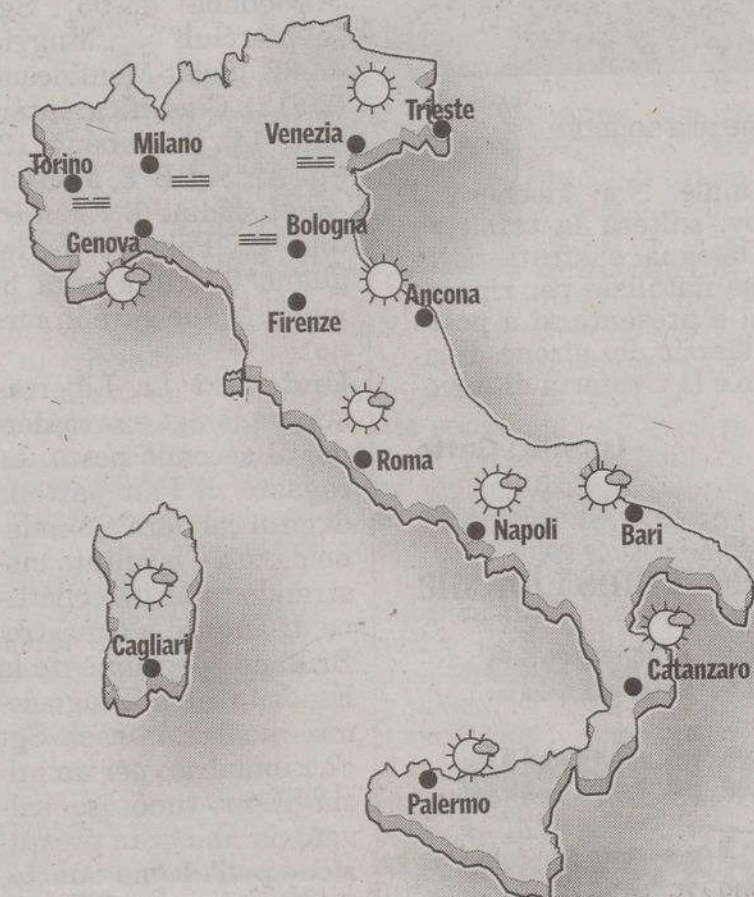 Trieste
Venezia
Milano
Torino
Bologna
Genova
Ancona
Firenze
Roma
Napoli
Bari
Cagliari
Catanzaro
Palermo